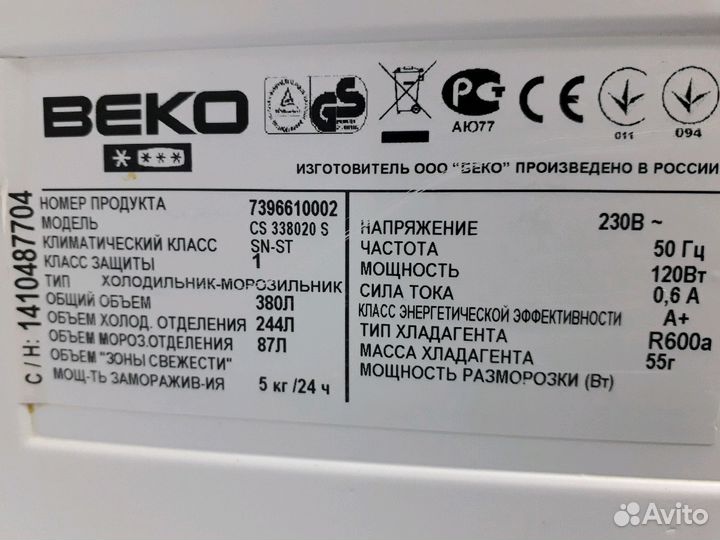 BEKO
GS
PC
CE
АЮ77
011
094
ИЗГОТОВИТЕЛЬ ООО "БЕКО" ПРОИЗВЕДЕНО В РОССИИ
С/Н: 1410487704
НОМЕР ПРОДУКТА 7396610002
МОДЕЛЬ CS 338020 S
КЛИМАТИЧЕСКИЙ КЛАСС SN-ST
КЛАСС ЗАЩИТЫ 1
ТИП ХОЛОДИЛЬНИК-МОРОЗИЛЬНИК
ОБЩИЙ ОБЪЕМ 380Л
ОБЪЕМ ХОЛОД. ОТДЕЛЕНИЯ 244Л
ОБЪЕМ МОРОЗ.ОТДЕЛЕНИЯ 87Л
ОБЪЕМ "ЗОНЫ СВЕЖЕСТИ"
МОЩ-ТЬ ЗАМОРАЖИВ-ИЯ 5 кг/24 ч
НАПРЯЖЕНИЕ 230В ~
ЧАСТОТА 50 Гц
МОЩНОСТЬ 120Вт
СИЛА ТОКА 0,6 А
КЛАСС ЭНЕРГЕТИЧЕСКОЙ ЭФФЕКТИВНОСТИ А+
ТИП ХЛАДАГЕНТА R600a
МАССА ХЛАДАГЕНТА 55г
МОЩНОСТЬ РАЗМОРОЗКИ (Вт)
Avito